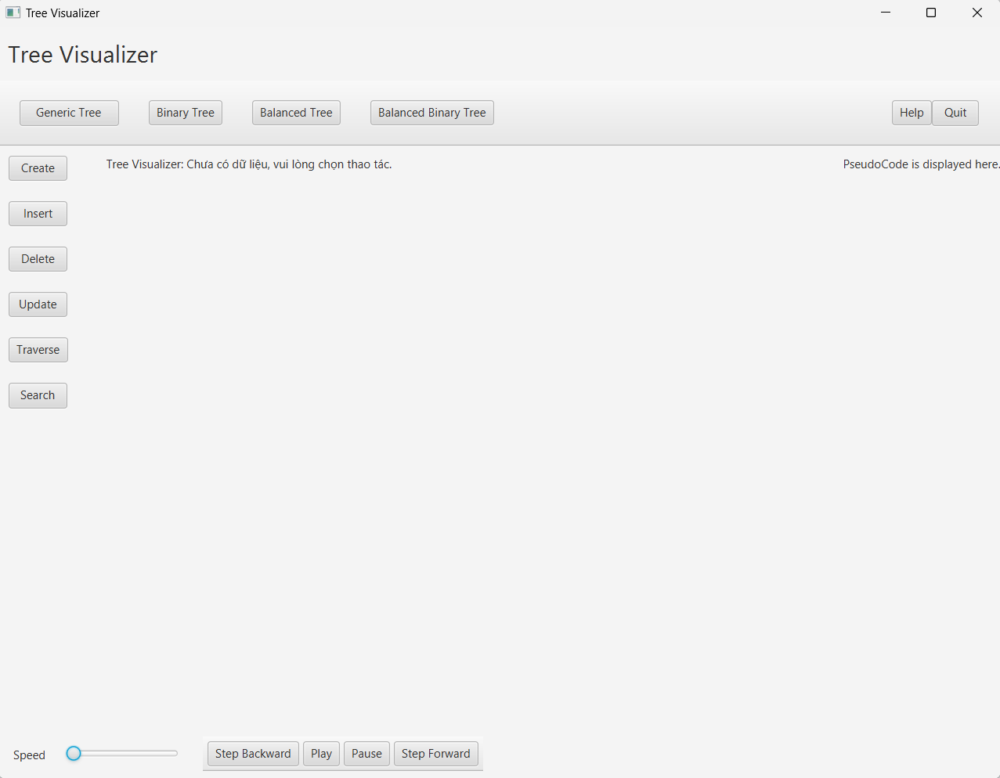 Tree Visualizer
Tree Visualizer
Generic Tree
Binary Tree
Balanced Tree
Balanced Binary Tree
Help
Quit
Create
Tree Visualizer: Chưa có dữ liệu, vui lòng chọn thao tác.
PseudoCode is displayed here.
Insert
Delete
Update
Traverse
Search
Speed
Step Backward
Play
Pause
Step Forward